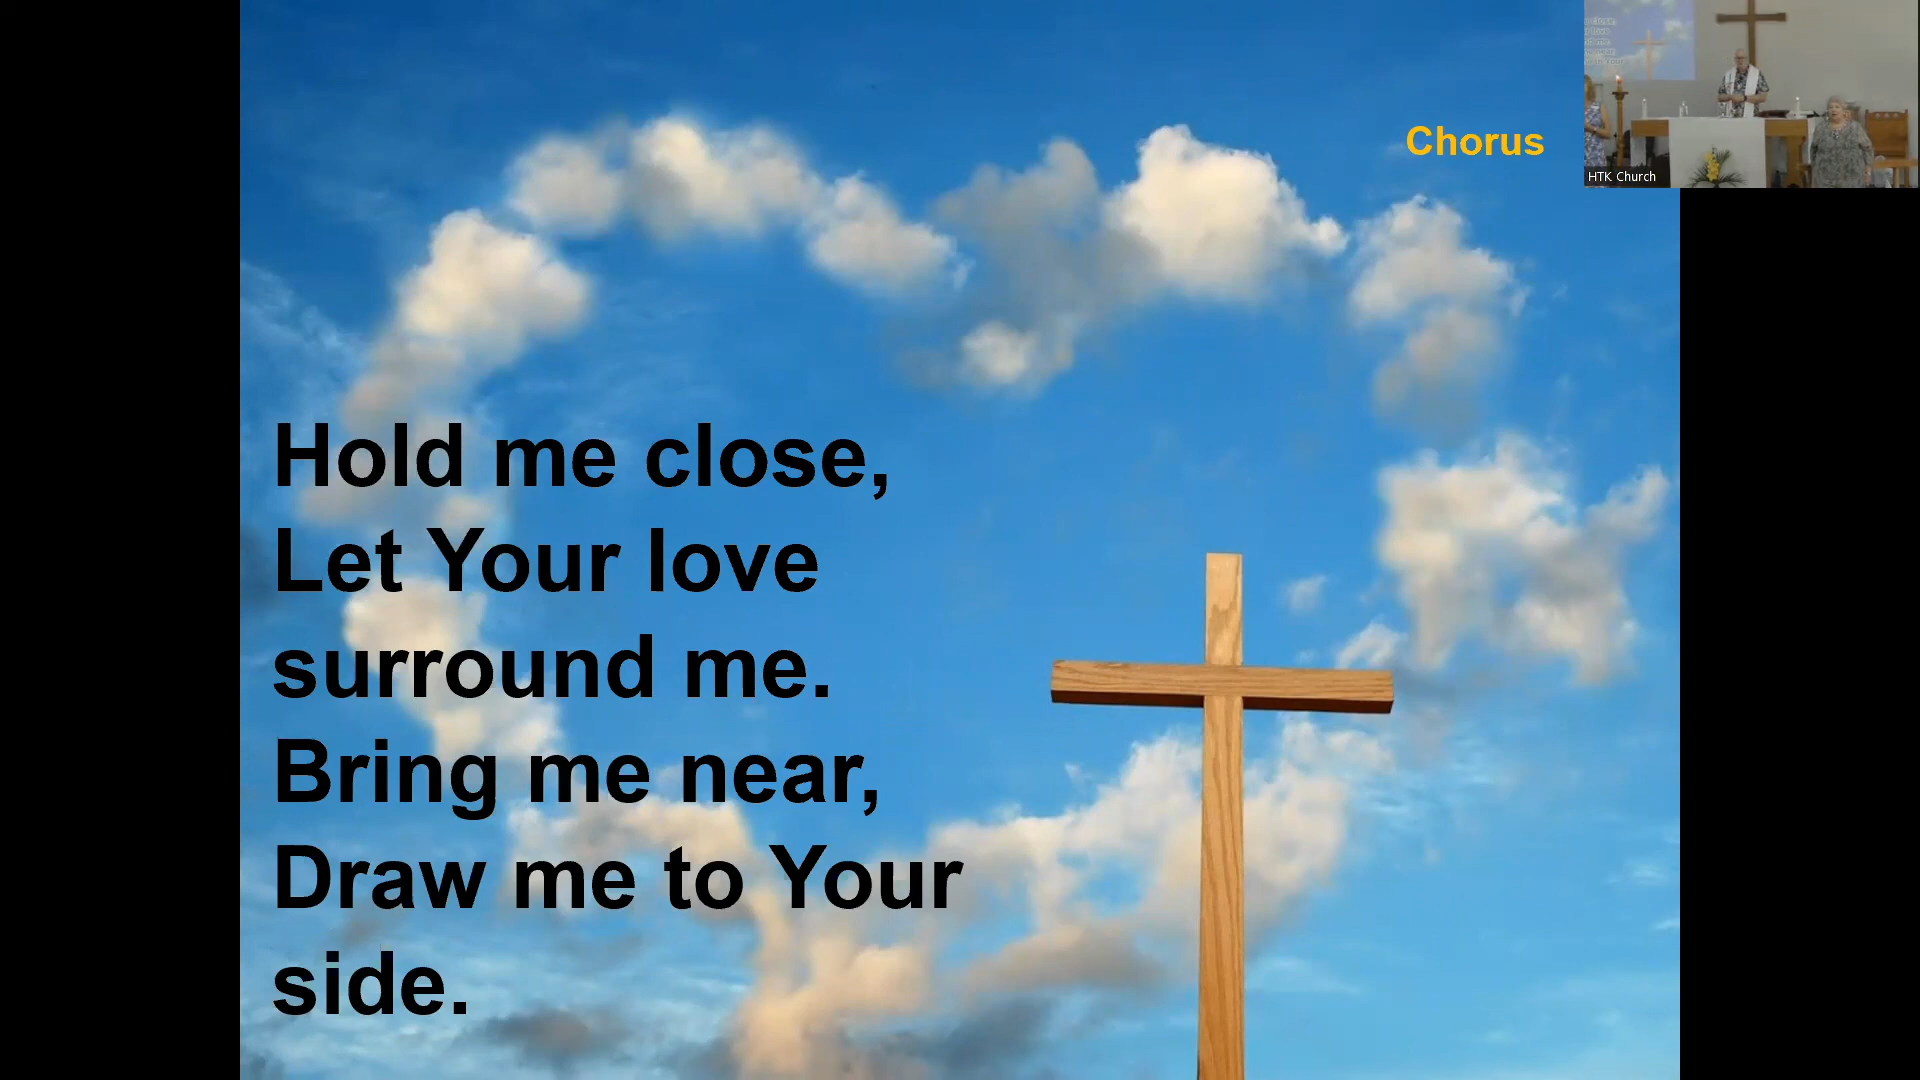 Chorus
HTK Church
Hold me close,
Let Your love
surround me.
Bring me near,
Draw me to Your
side.